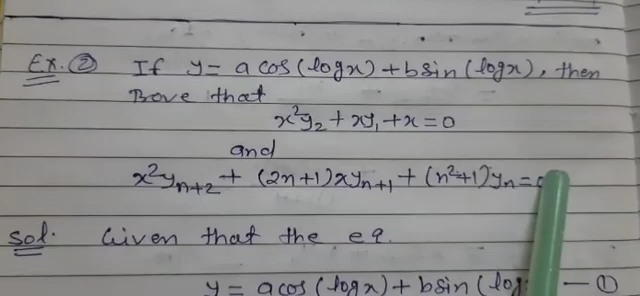 Ex. ② If y = a cos(log x) + b sin(log x), then
Prove that
x²y₂ + xy₁ + x = 0
and
x²yₙ₊₂ + (2n+1)xyₙ₊₁ + (n²+1)yₙ =
Sol. Given that the eq.
y = a cos(log x) + b sin(log — ①